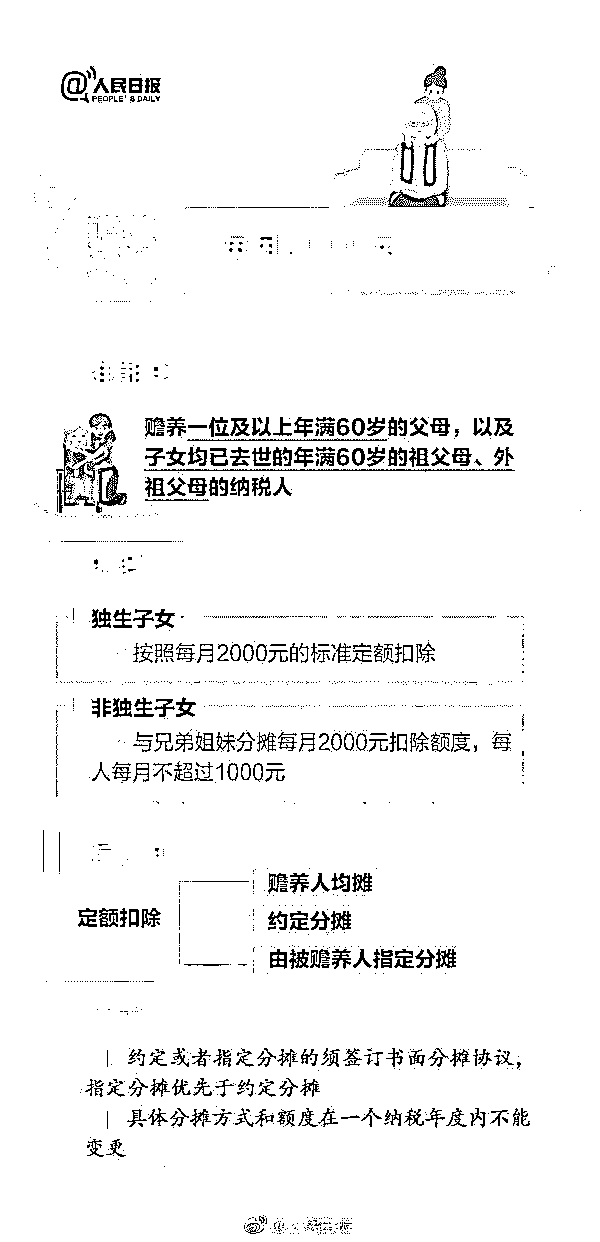 @人民日报
PEOPLE'S DAILY
赡养一位及以上年满60岁的父母，以及
子女均已去世的年满60岁的祖父母、外
祖父母的纳税人
独生子女
按照每月2000元的标准定额扣除
非独生子女
与兄弟姐妹分摊每月2000元扣除额度，每
人每月不超过1000元
赡养人均摊
定额扣除
约定分摊
由被赡养人指定分摊
约定或者指定分摊的须签订书面分摊协议，
指定分摊优先于约定分摊
具体分摊方式和额度在一个纳税年度内不能
变更